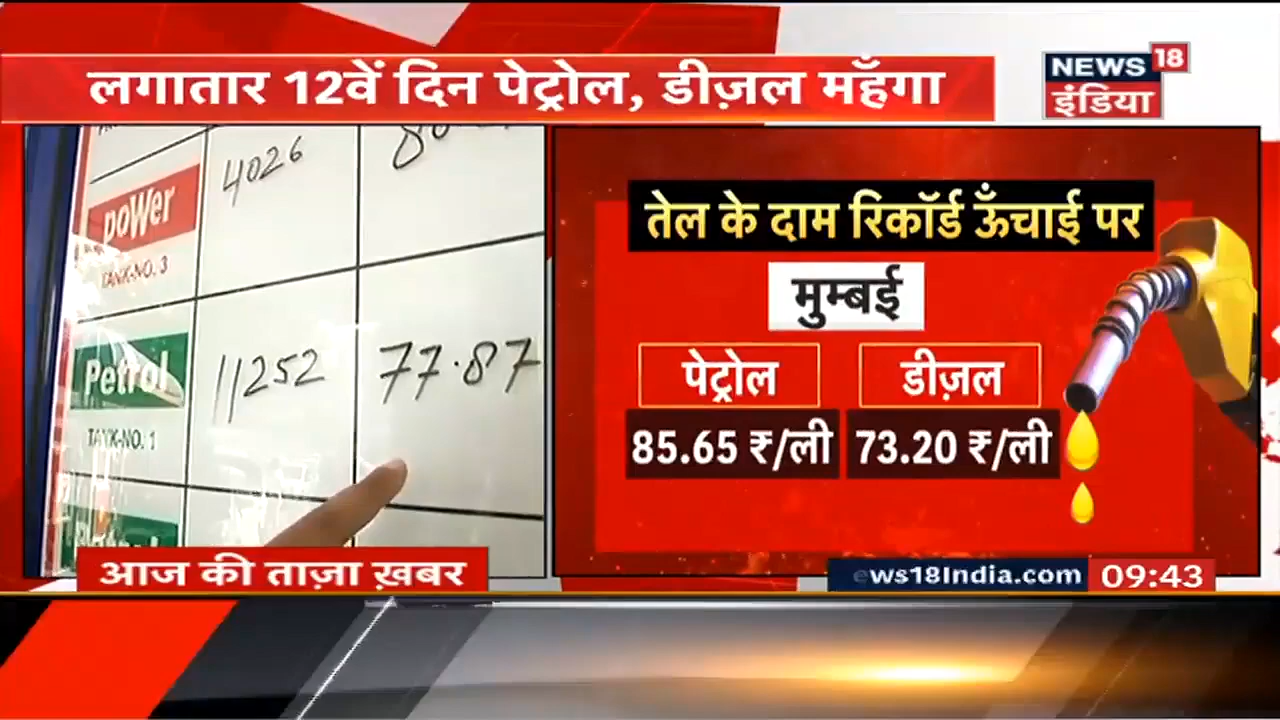 लगातार 12वें दिन पेट्रोल, डीज़ल महँगा
NEWS 18
इंडिया
4026
power
TANK-NO. 3
Petrol
11252
77.87
TANK-NO. 1
तेल के दाम रिकॉर्ड ऊँचाई पर
मुम्बई
पेट्रोल
डीज़ल
85.65 ₹/ली
73.20 ₹/ली
आज की ताज़ा ख़बर
ews18India.com
09:43